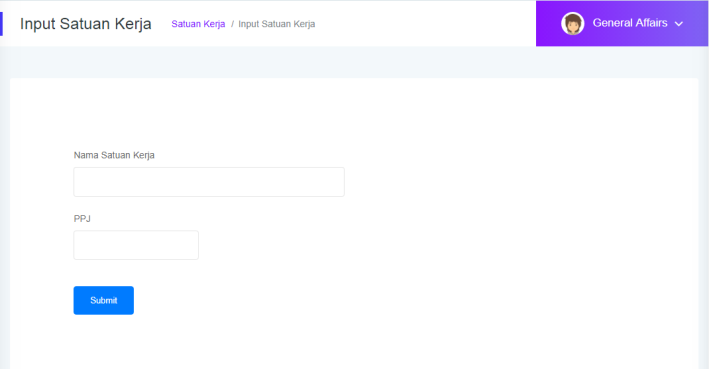 Input Satuan Kerja
Satuan Kerja / Input Satuan Kerja
General Affairs
Nama Satuan Kerja
PPJ
Submit